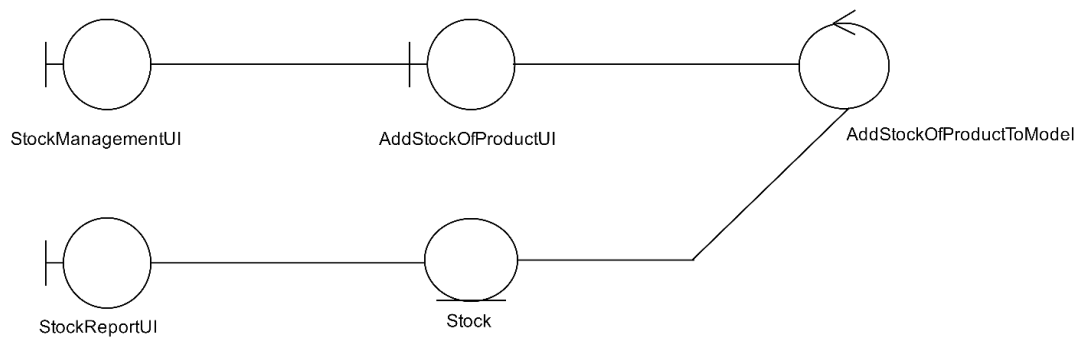 StockManagementUI
AddStockOfProductUI
AddStockOfProductToModel
StockReportUI
Stock